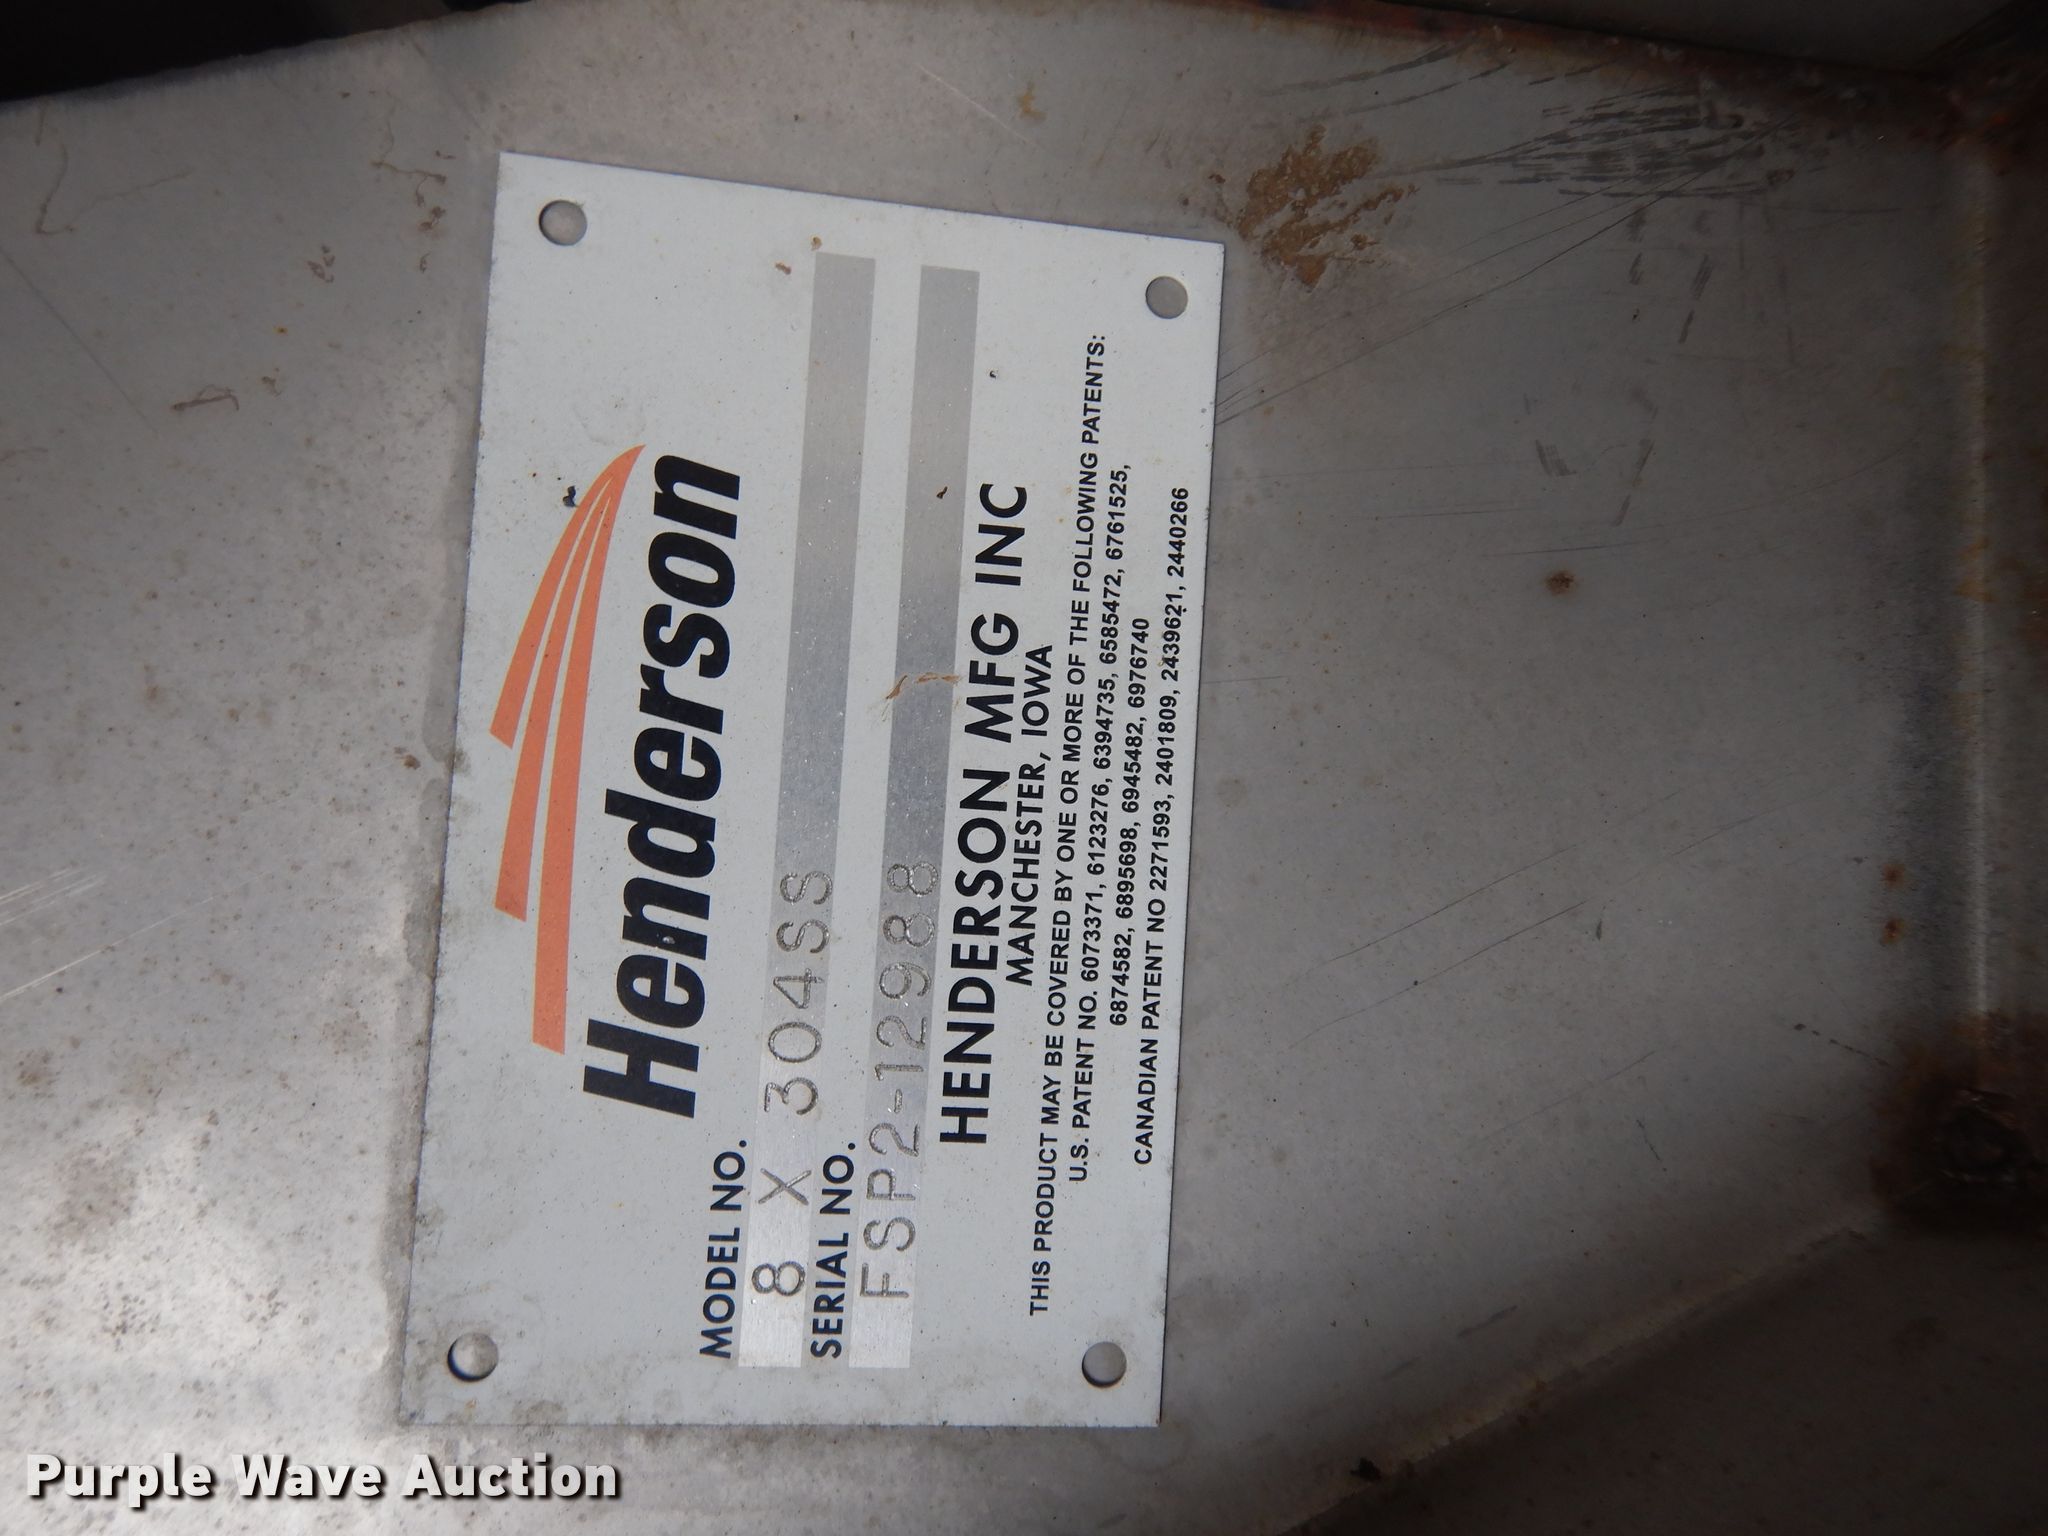 Henderson
MODEL NO.
8 X 304SS
SERIAL NO.
FSP2-12988
HENDERSON MFG INC
MANCHESTER, IOWA
THIS PRODUCT MAY BE COVERED BY ONE OR MORE OF THE FOLLOWING PATENTS:
U.S. PATENT NO. 6073371, 6123276, 6394735, 6585472, 6761525,
6874582, 6895698, 6945482, 6976740
CANADIAN PATENT NO 2271593, 2401809, 2439621, 2440266
Purple Wave Auction